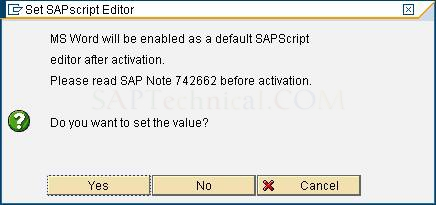 Set SAPscript Editor
MS Word will be enabled as a default SAPScript
editor after activation.
Please read SAP Note 742662 before activation.
SAPTechnical.COM
Do you want to set the value?
Yes
No
Cancel